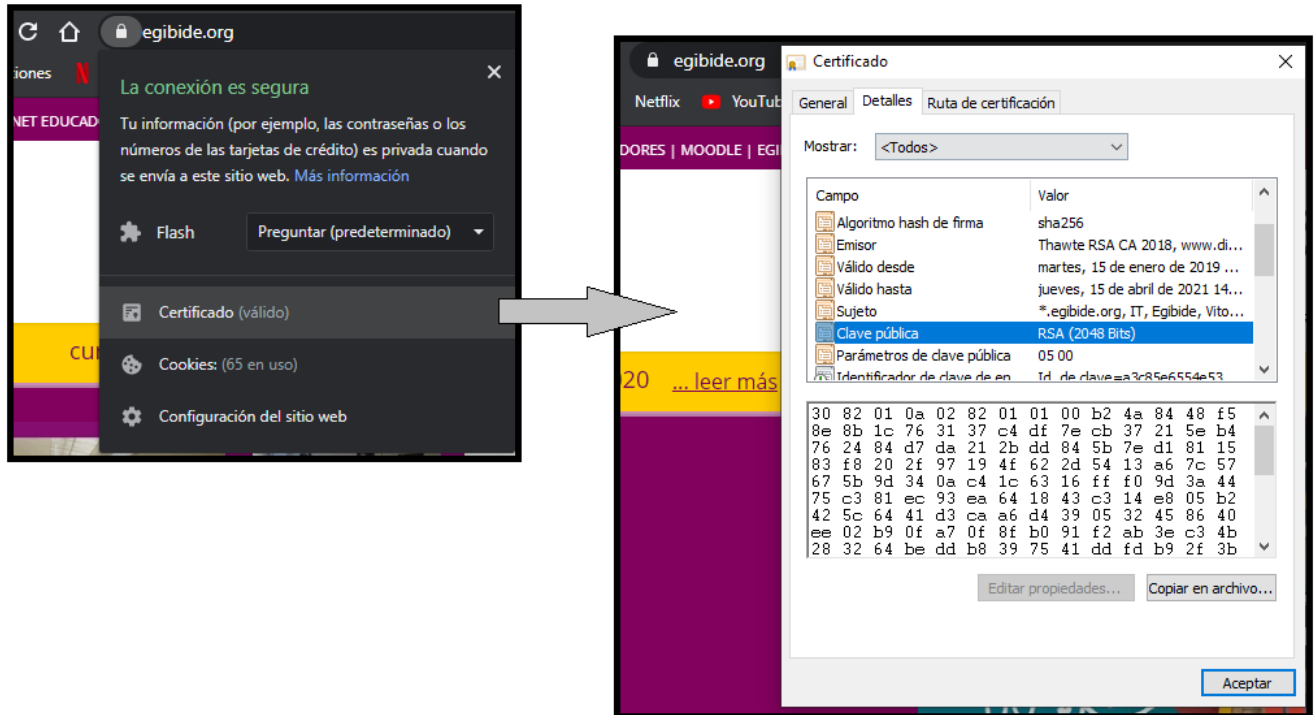 egibide.org
iones
La conexión es segura
NET EDUCAD
Tu información (por ejemplo, las contraseñas o los
números de las tarjetas de crédito) es privada cuando
se envía a este sitio web. Más información
Flash Preguntar (predeterminado)
Certificado (válido)
cur
Cookies: (65 en uso)
Configuración del sitio web
egibide.org
Netflix YouTub
DORES | MOODLE | EGI
20 ... leer más
Certificado
General Detalles Ruta de certificación
Mostrar: <Todos>
Campo Valor
Algoritmo hash de firma sha256
Emisor Thawte RSA CA 2018, www.di...
Válido desde martes, 15 de enero de 2019 ...
Válido hasta jueves, 15 de abril de 2021 14...
Sujeto *.egibide.org, IT, Egibide, Vito...
Clave pública RSA (2048 Bits)
Parámetros de clave pública 05 00
Identificador de clave de en Id. de clave=a3c85e6554e53
30 82 01 0a 02 82 01 01 00 b2 4a 84 48 f5
8e 8b 1c 76 31 37 c4 df 7e cb 37 21 5e b4
76 24 84 d7 da 21 2b dd 84 5b 7e d1 81 15
83 f8 20 2f 97 19 4f 62 2d 54 13 a6 7c 57
67 5b 9d 34 0a c4 1c 63 16 ff f0 9d 3a 44
75 c3 81 ec 93 ea 64 18 43 c3 14 e8 05 b2
42 5c 64 41 d3 ca a6 d4 39 05 32 45 86 40
ee 02 b9 0f a7 0f 8f b0 91 f2 ab 3e c3 4b
28 32 64 be dd b8 39 75 41 dd fd b9 2f 3b
Editar propiedades... Copiar en archivo...
Aceptar